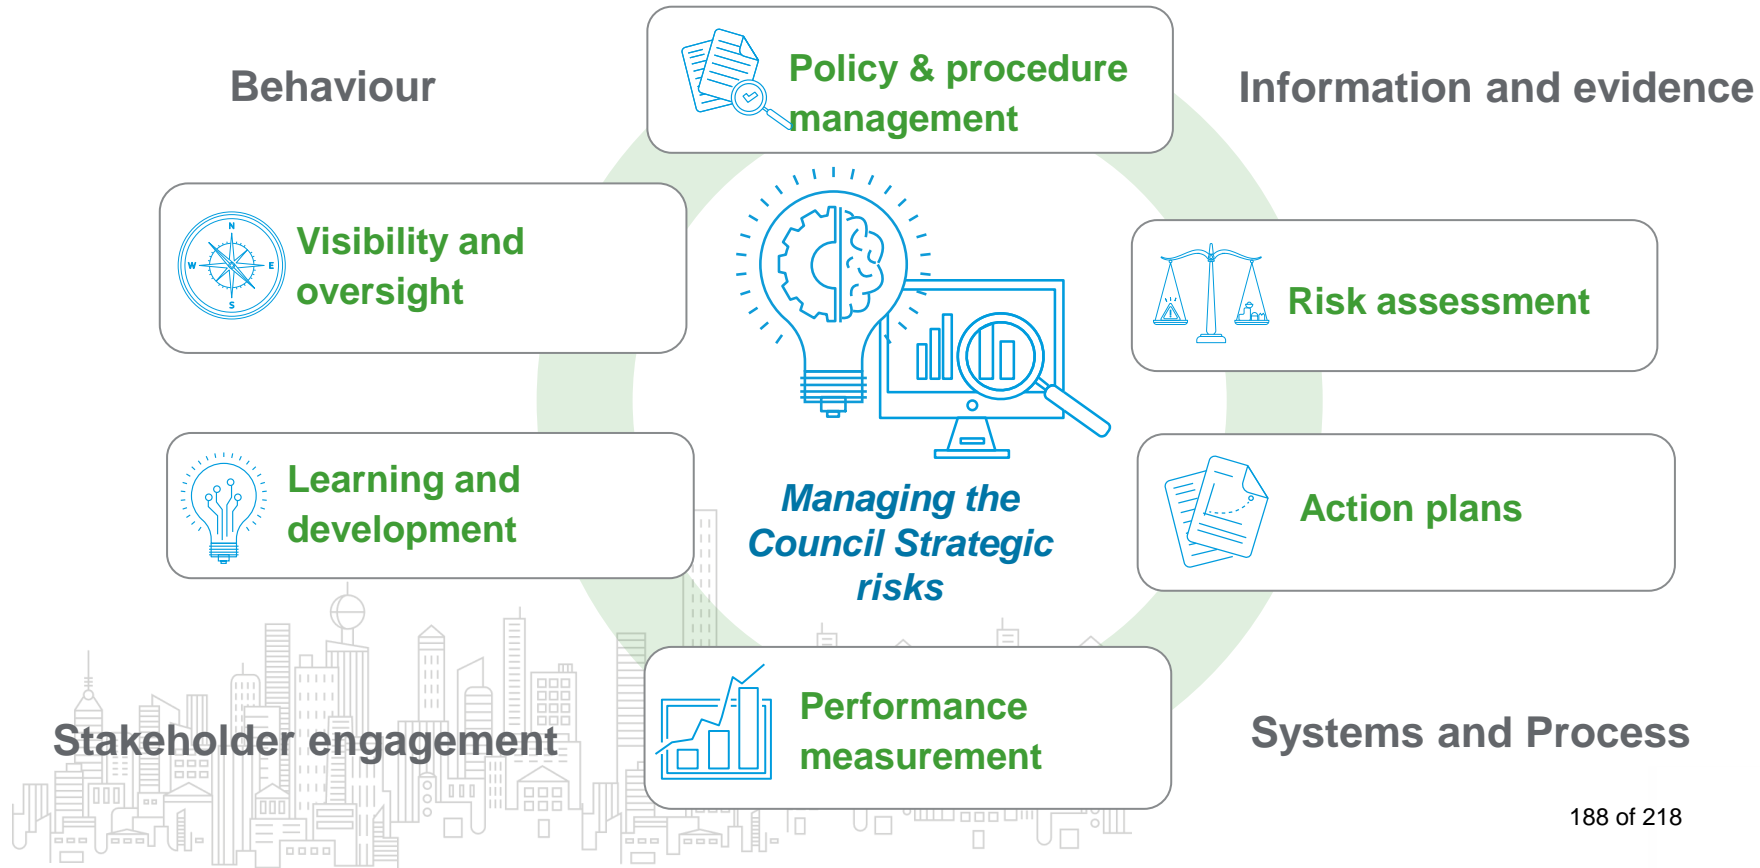 Behaviour
Policy & procedure
management
Information and evidence
Visibility and
oversight
N
W
E
S
Risk assessment
Learning and
development
Managing the
Council Strategic
risks
Action plans
Stakeholder engagement
Performance
measurement
Systems and Process
188 of 218